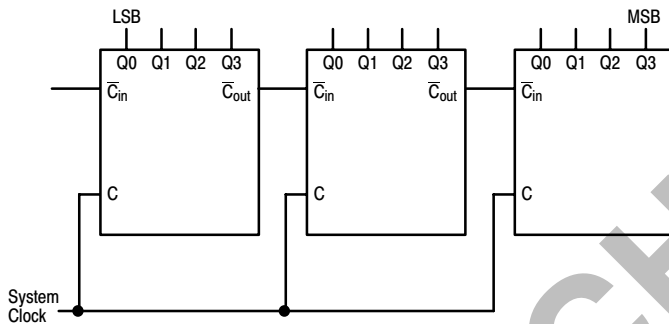 LSB MSB
Q0 Q1 Q2 Q3 Q0 Q1 Q2 Q3 Q0 Q1 Q2 Q3
C̅in C̅out C̅in C̅out C̅in
C C C
System
Clock